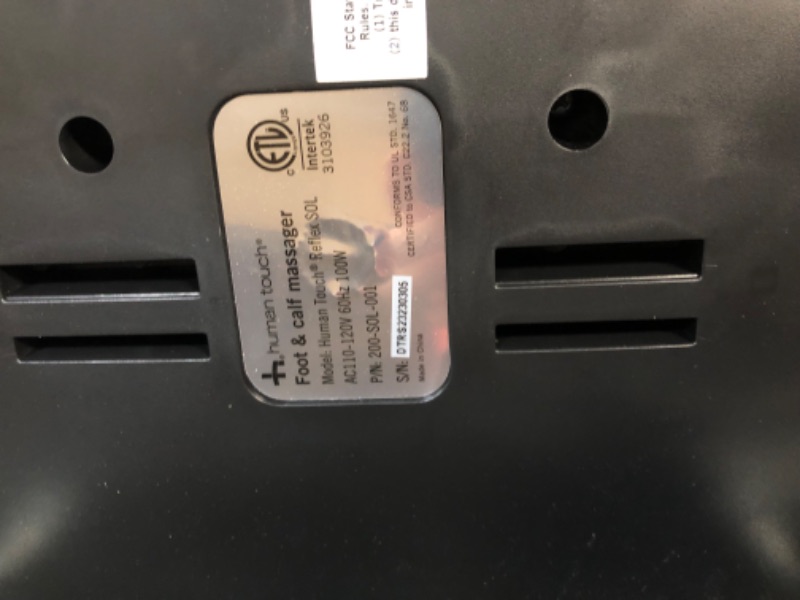 FCC Sta
Rules.
(1) T
(2) this d
in
human touch®
Foot & calf massager
Model: Human Touch® Reflex SOL
AC110-120V 60Hz 100W
P/N: 200-SOL-001
S/N: DTRS23230305
Made in China
ETL
C US
Intertek
3103926
CONFORMS TO UL STD. 1647
CERTIFIED to CSA STD. C22.2 No. 68